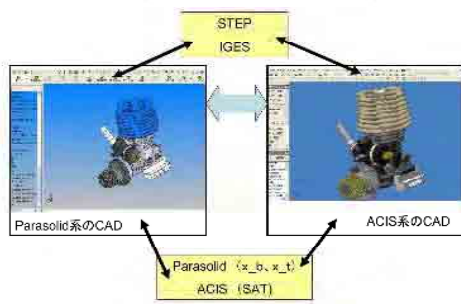 STEP
IGES
Parasolid系のCAD
ACIS系のCAD
Parasolid (x_b、x_t)
ACIS (SAT)